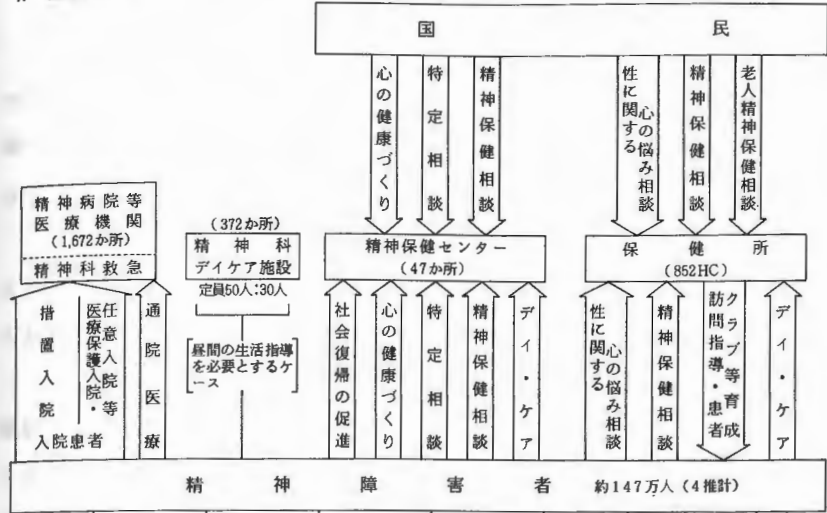 国民
心の健康づくり
特定相談
精神保健相談
性に関する
心の悩み相談
精神保健相談
老人精神保健相談
精神病院等
医療機関
(1,672か所)
精神科救急
(372か所)
精神科
デイケア施設
定員50人:30人
精神保健センター
(47か所)
保健所
(852HC)
措置入院
任意入院等
医療保護入院・
入院患者
通院医療
昼間の生活指導
を必要とするケ
ース
社会復帰の促進
心の健康づくり
特定相談
精神保健相談
デイ・ケア
性に関する
心の悩み相談
精神保健相談
クラブ等育成
訪問指導・患者
デイ・ケア
精神障害者 約147万人(4推計)